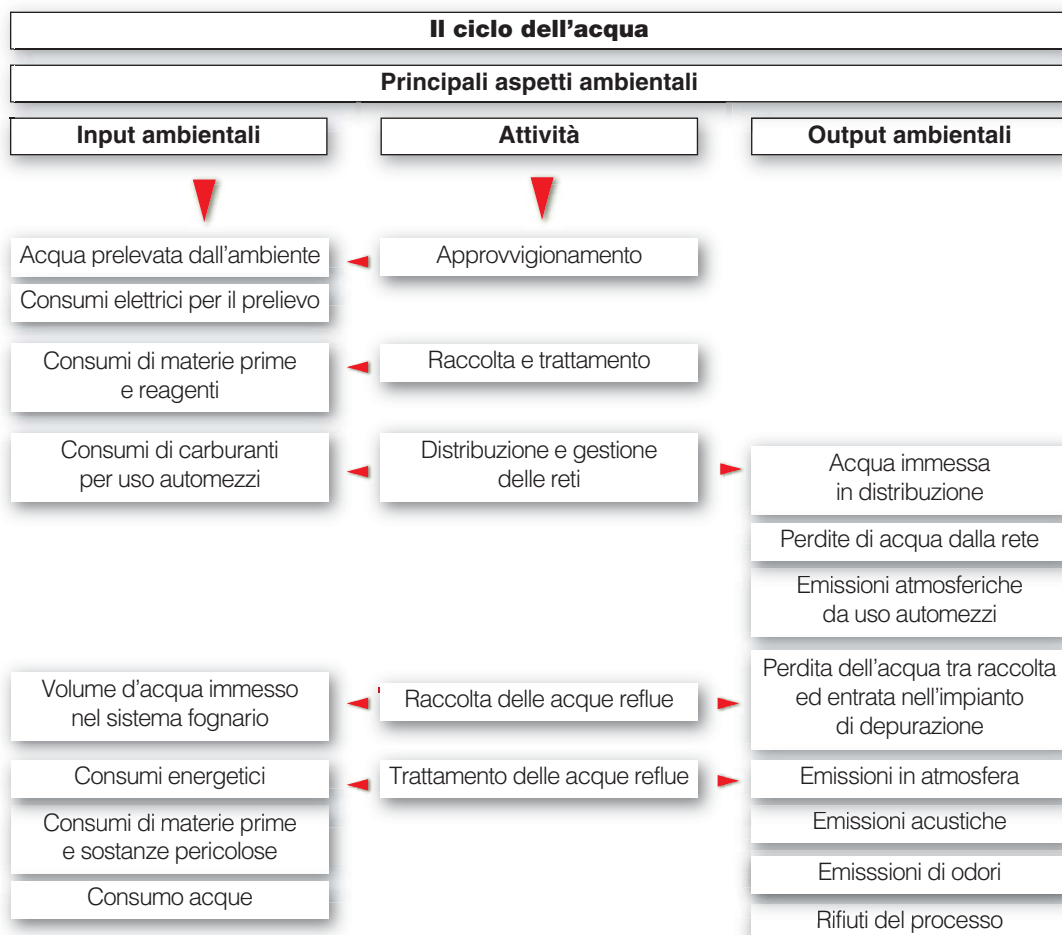 Il ciclo dell'acqua
Principali aspetti ambientali
Input ambientali
Attività
Output ambientali
Acqua prelevata dall'ambiente
Approvvigionamento
Consumi elettrici per il prelievo
Consumi di materie prime
e reagenti
Raccolta e trattamento
Consumi di carburanti
per uso automezzi
Distribuzione e gestione
delle reti
Acqua immessa
in distribuzione
Perdite di acqua dalla rete
Emissioni atmosferiche
da uso automezzi
Volume d'acqua immesso
nel sistema fognario
Raccolta delle acque reflue
Perdita dell'acqua tra raccolta
ed entrata nell'impianto
di depurazione
Consumi energetici
Trattamento delle acque reflue
Emissioni in atmosfera
Consumi di materie prime
e sostanze pericolose
Emissioni acustiche
Consumo acque
Emisssioni di odori
Rifiuti del processo